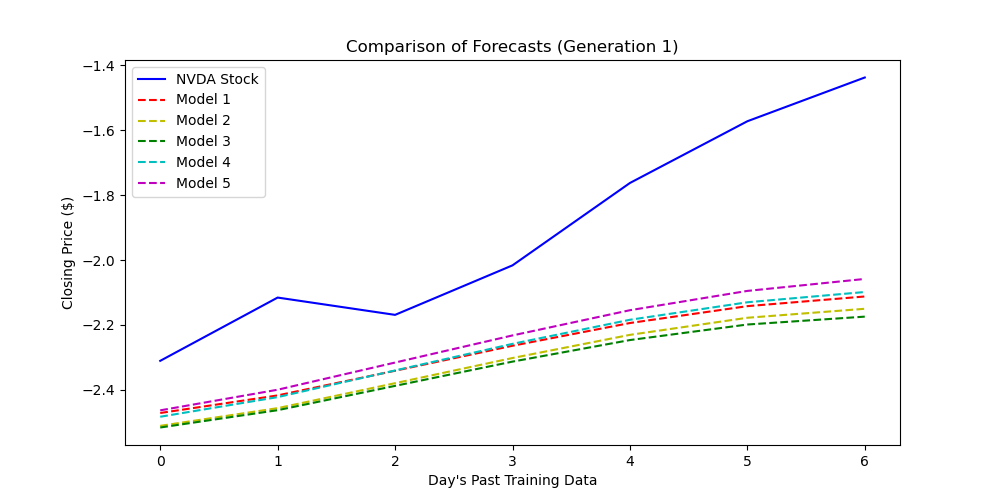 Comparison of Forecasts (Generation 1)
NVDA Stock
Model 1
Model 2
Model 3
Model 4
Model 5
−1.4
−1.6
−1.8
−2.0
−2.2
−2.4
Closing Price ($)
0 1 2 3 4 5 6
Day's Past Training Data